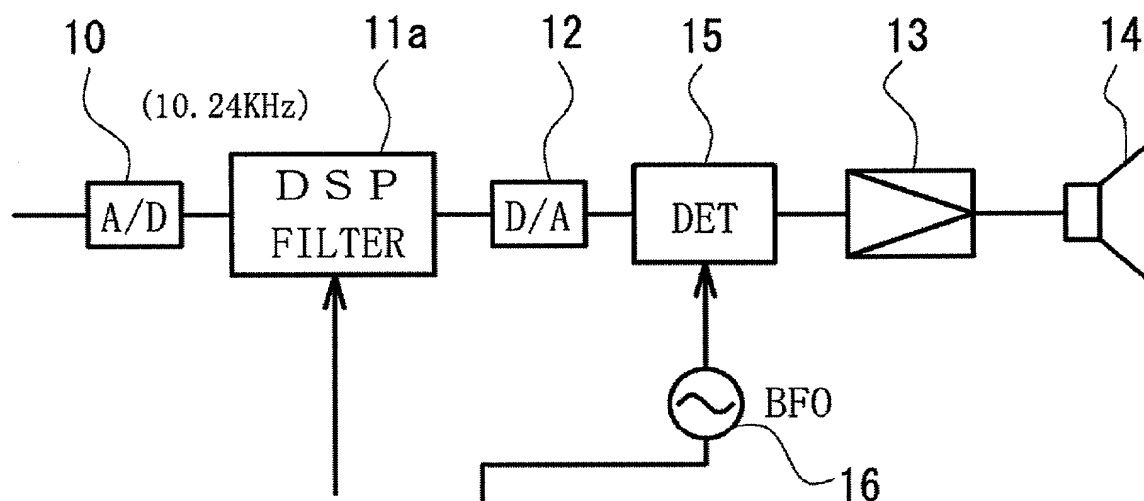 10
11a
12
15
13
14
(10.24KHz)
A/D
DSP
FILTER
D/A
DET
BFO
16